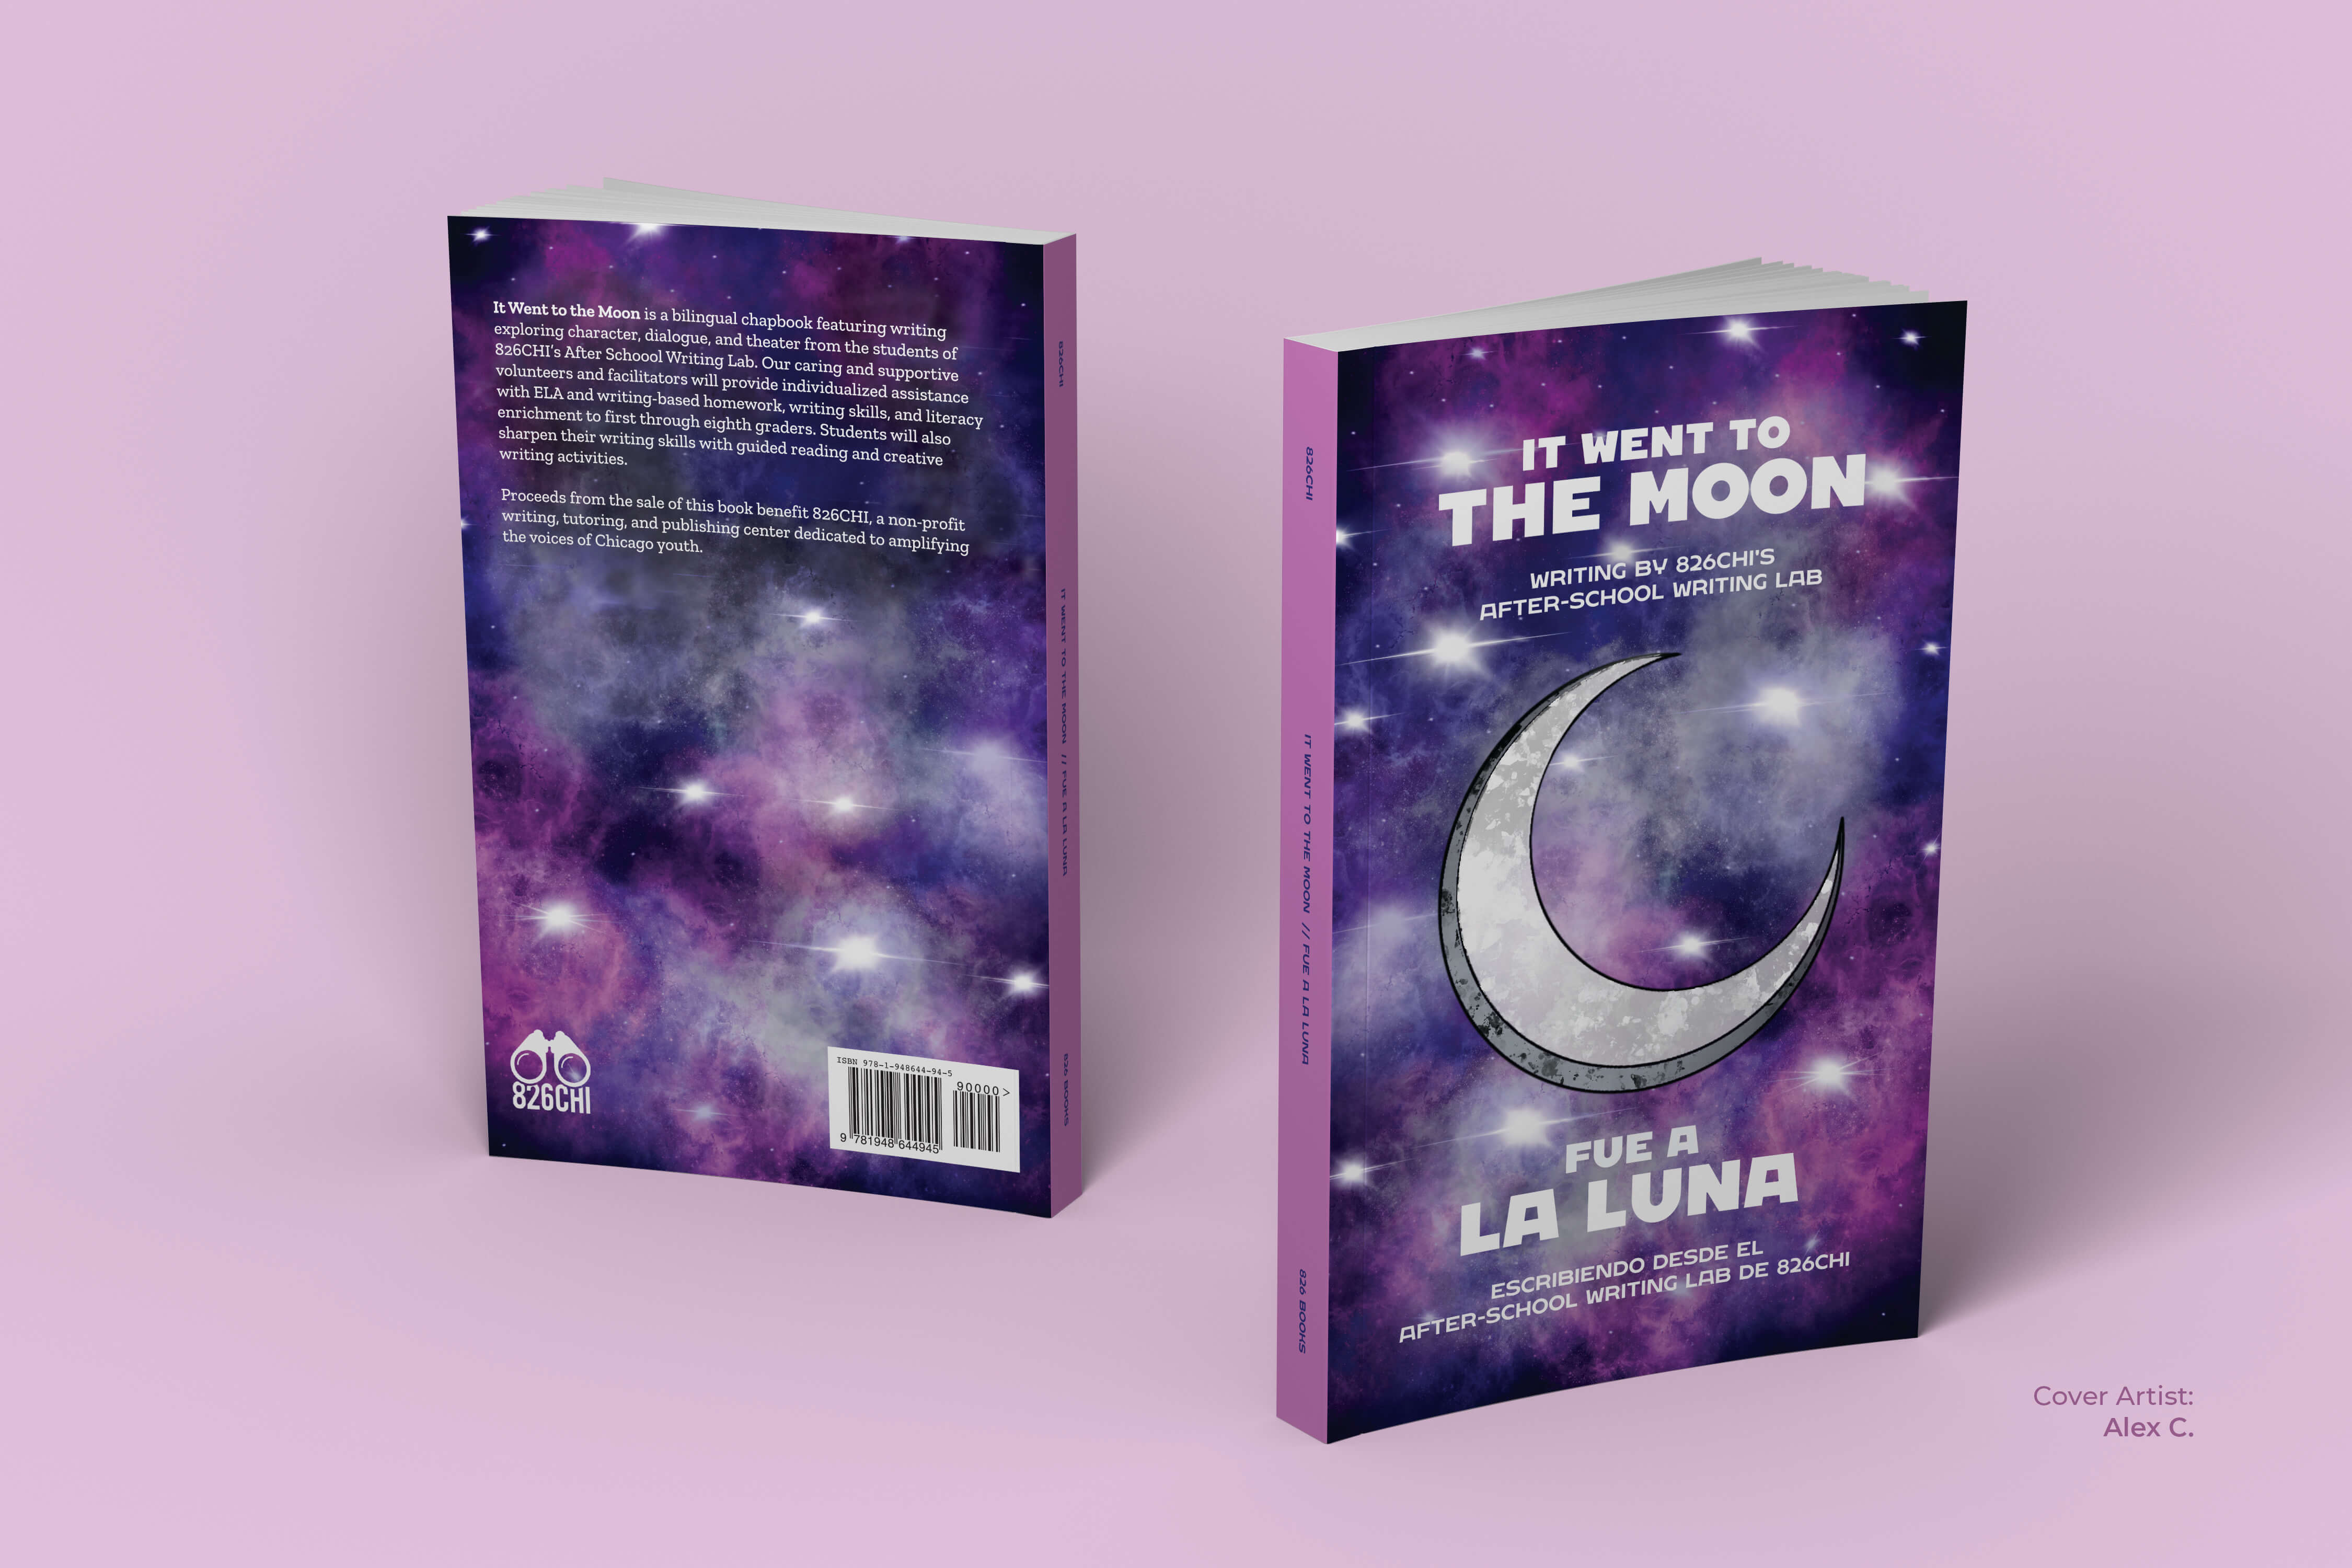 It Went to the Moon is a bilingual chapbook featuring writing
exploring character, dialogue, and theater from the students of
826CHI's After Schoool Writing Lab. Our caring and supportive
volunteers and facilitators will provide individualized assistance
with ELA and writing-based homework, writing skills, and literacy
enrichment to first through eighth graders. Students will also
sharpen their writing skills with guided reading and creative
writing activities.
Proceeds from the sale of this book benefit 826CHI, a non-profit
writing, tutoring, and publishing center dedicated to amplifying
the voices of Chicago youth.
826CHI
ISBN 978-1-948644-94-5
90000>
9 781948 644945
826CHI
IT WENT TO THE MOON // FUE A LA LUNA
826 BOOKS
826CHI
IT WENT TO THE MOON // FUE A LA LUNA
826 BOOKS
IT WENT TO
THE MOON
WRITING BY 826CHI'S
AFTER-SCHOOL WRITING LAB
FUE A
LA LUNA
ESCRIBIENDO DESDE EL
AFTER-SCHOOL WRITING LAB DE 826CHI
Cover Artist:
Alex C.